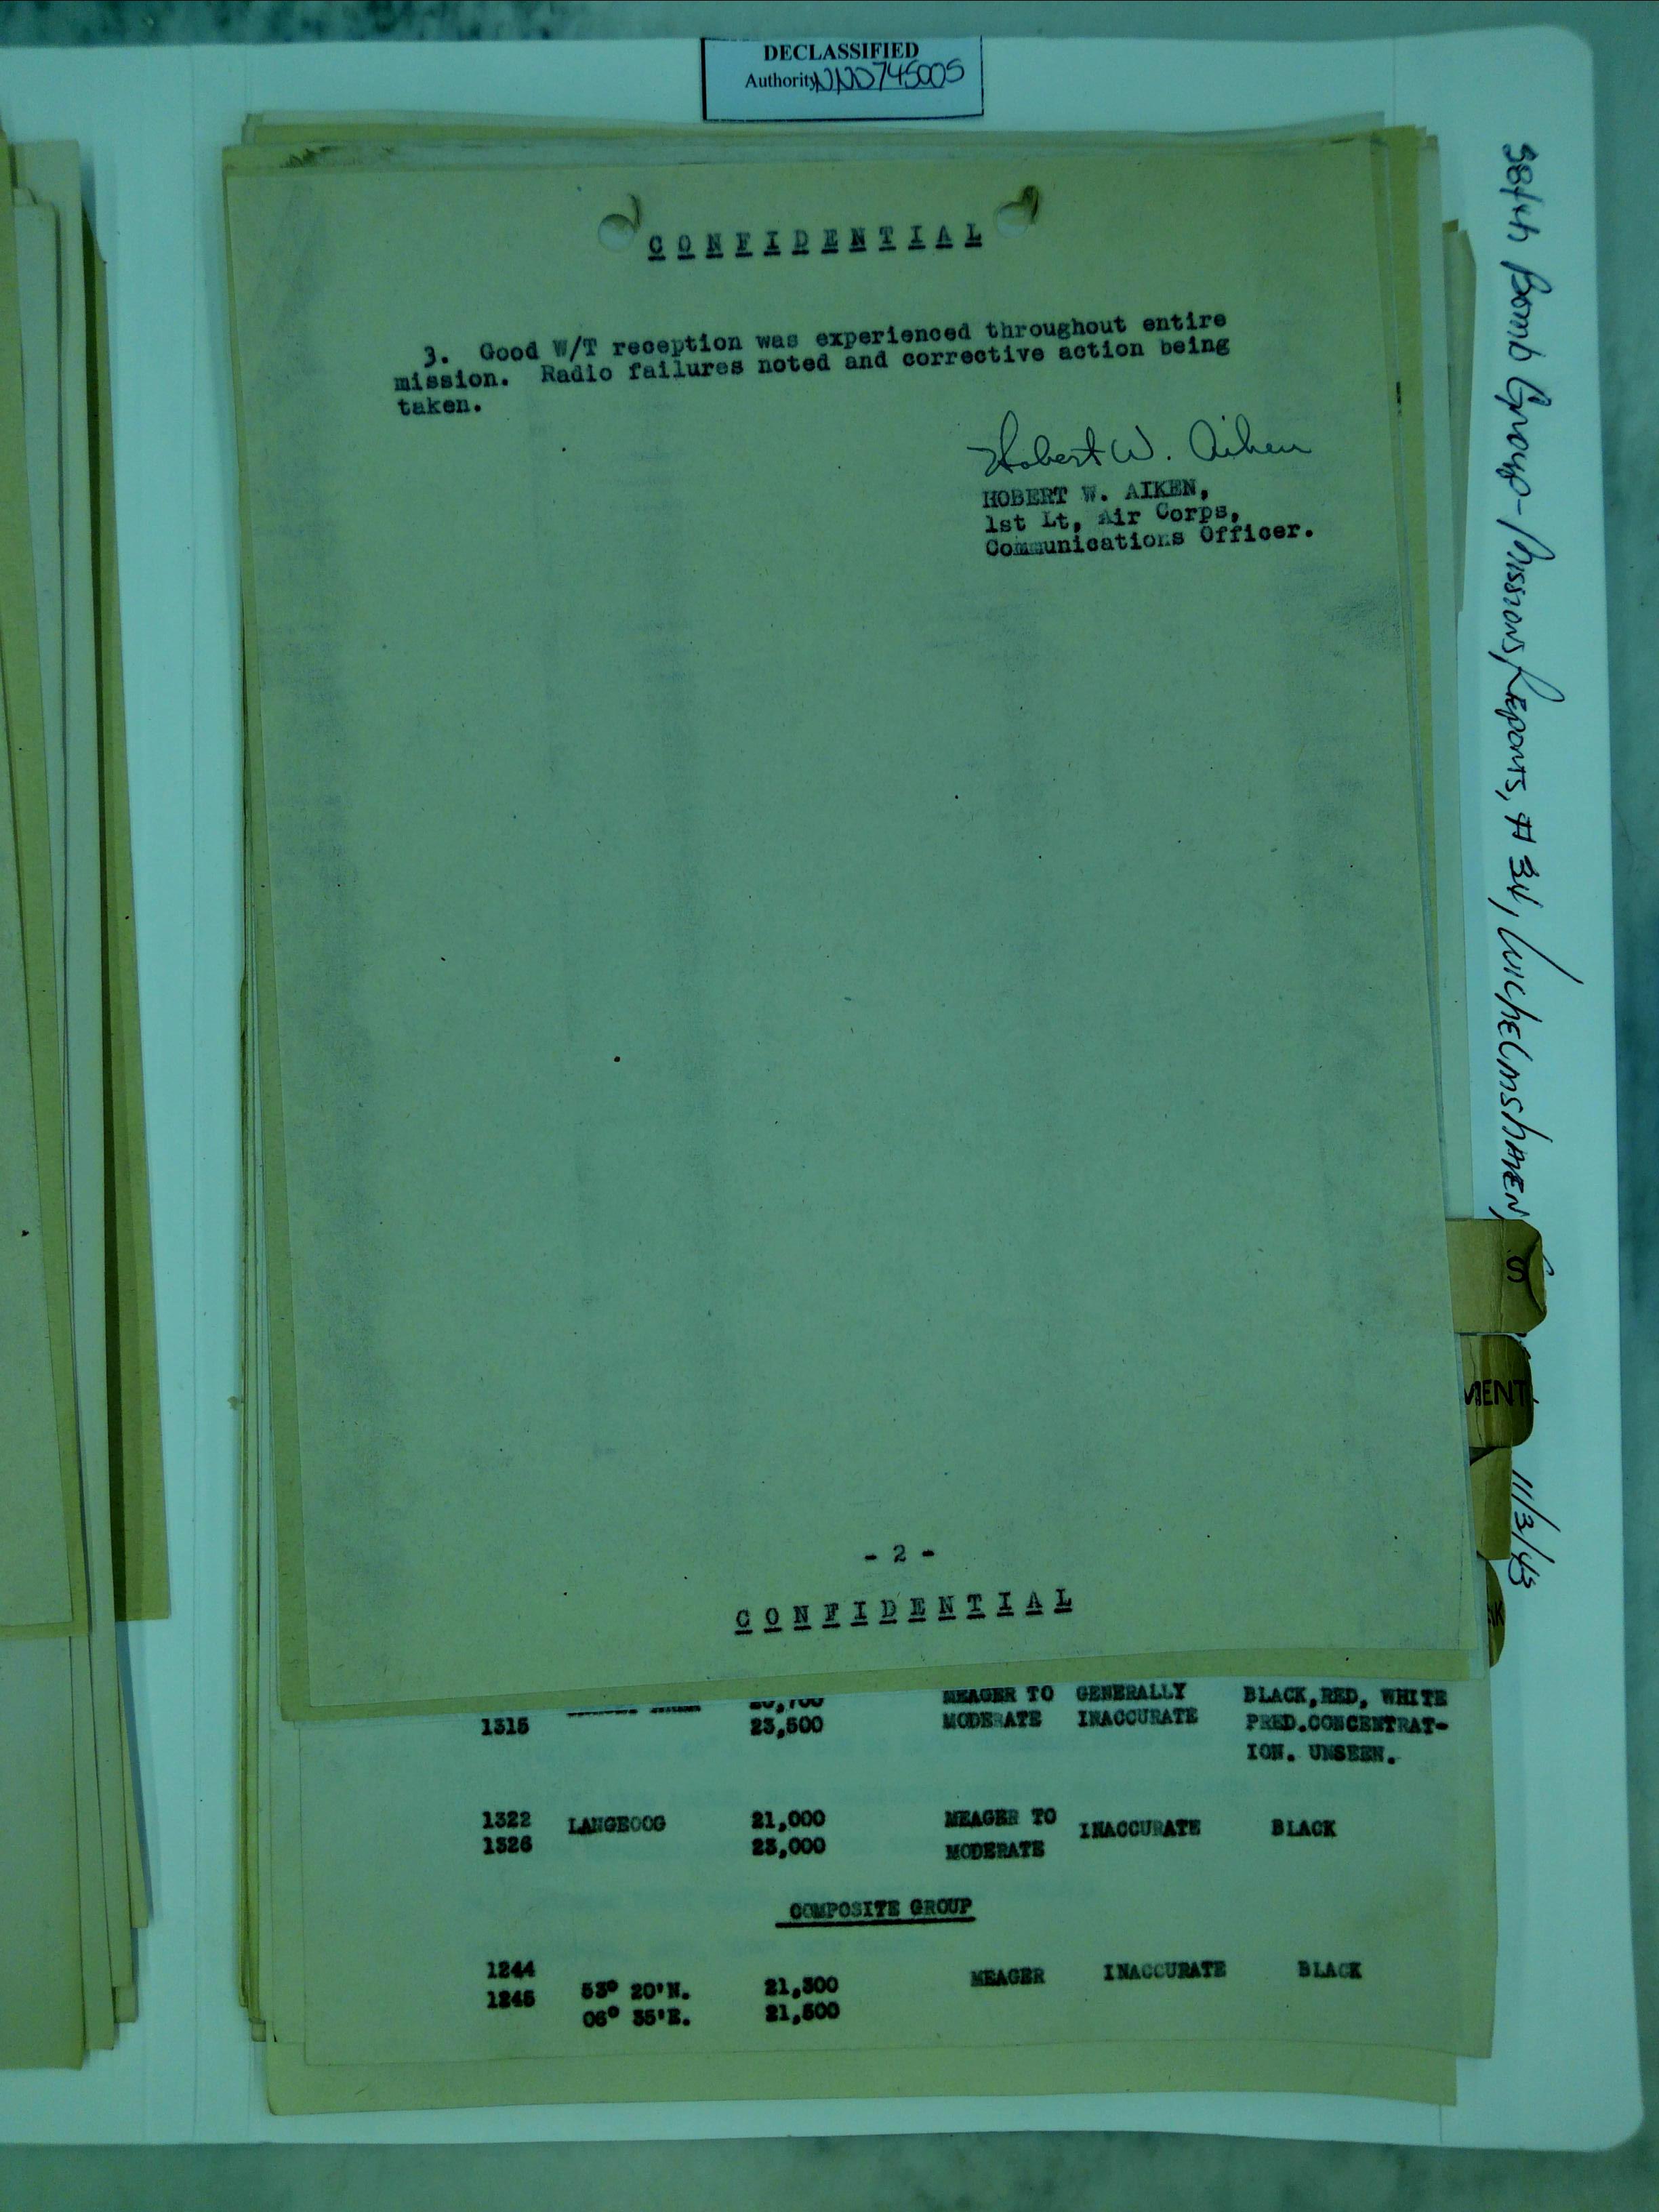 DECLASSIFIED
Authority NND745005
CONFIDENTIAL
3. Good W/T reception was experienced throughout entire
mission. Radio failures noted and corrective action being
taken.
Hobert W. Aiken
HOBERT W. AIKEN,
1st Lt, Air Corps,
Communications Officer.
- 2 -
CONFIDENTIAL
MEAGER TO GENERALLY BLACK, RED, WHITE
1315 23,500 MODERATE INACCURATE PRED.CONCENTRAT-
ION. UNSEEN.
1322 LANGEOOG 21,000 MEAGER TO INACCURATE BLACK
1326 23,000 MODERATE
COMPOSITE GROUP
1244 53° 20'N. 21,300 MEAGER INACCURATE BLACK
1245 06° 35'E. 21,500
384th Bomb Group - Mission Reports, #34, Wilhelmshaven,
11/3/43
S
MENT